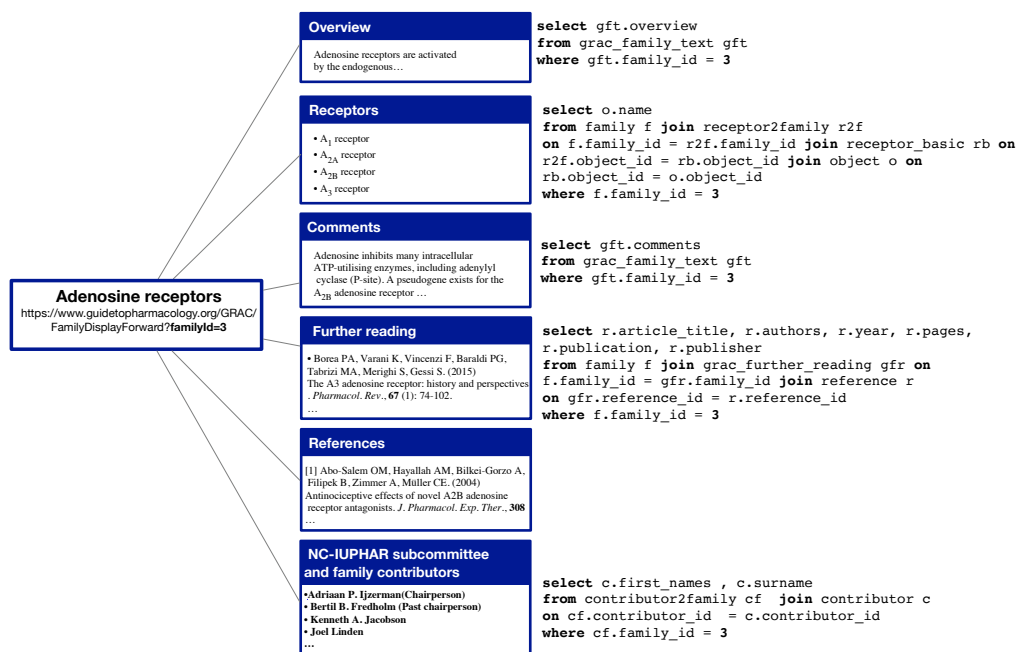 Overview
Adenosine receptors are activated
by the endogenous…
select gft.overview
from grac_family_text gft
where gft.family_id = 3
Receptors
• A1 receptor
• A2A receptor
• A2B receptor
• A3 receptor
select o.name
from family f join receptor2family r2f
on f.family_id = r2f.family_id join receptor_basic rb on
r2f.object_id = rb.object_id join object o on
rb.object_id = o.object_id
where f.family_id = 3
Comments
Adenosine inhibits many intracellular
ATP-utilising enzymes, including adenylyl
cyclase (P-site). A pseudogene exists for the
A2B adenosine receptor …
select gft.comments
from grac_family_text gft
where gft.family_id = 3
Adenosine receptors
https://www.guidetopharmacology.org/GRAC/
FamilyDisplayForward?familyId=3
Further reading
• Borea PA, Varani K, Vincenzi F, Baraldi PG,
Tabrizi MA, Merighi S, Gessi S. (2015)
The A3 adenosine receptor: history and perspectives
. Pharmacol. Rev., 67 (1): 74-102.
…
select r.article_title, r.authors, r.year, r.pages,
r.publication, r.publisher
from family f join grac_further_reading gfr on
f.family_id = gfr.family_id join reference r
on gfr.reference_id = r.reference_id
where f.family_id = 3
References
[1] Abo-Salem OM, Hayallah AM, Bilkei-Gorzo A,
Filipek B, Zimmer A, Müller CE. (2004)
Antinociceptive effects of novel A2B adenosine
receptor antagonists. J. Pharmacol. Exp. Ther., 308
…
NC-IUPHAR subcommittee
and family contributors
•Adriaan P. Ijzerman(Chairperson)
• Bertil B. Fredholm (Past chairperson)
• Kenneth A. Jacobson
• Joel Linden
…
select c.first_names , c.surname
from contributor2family cf join contributor c
on cf.contributor_id = c.contributor_id
where cf.family_id = 3